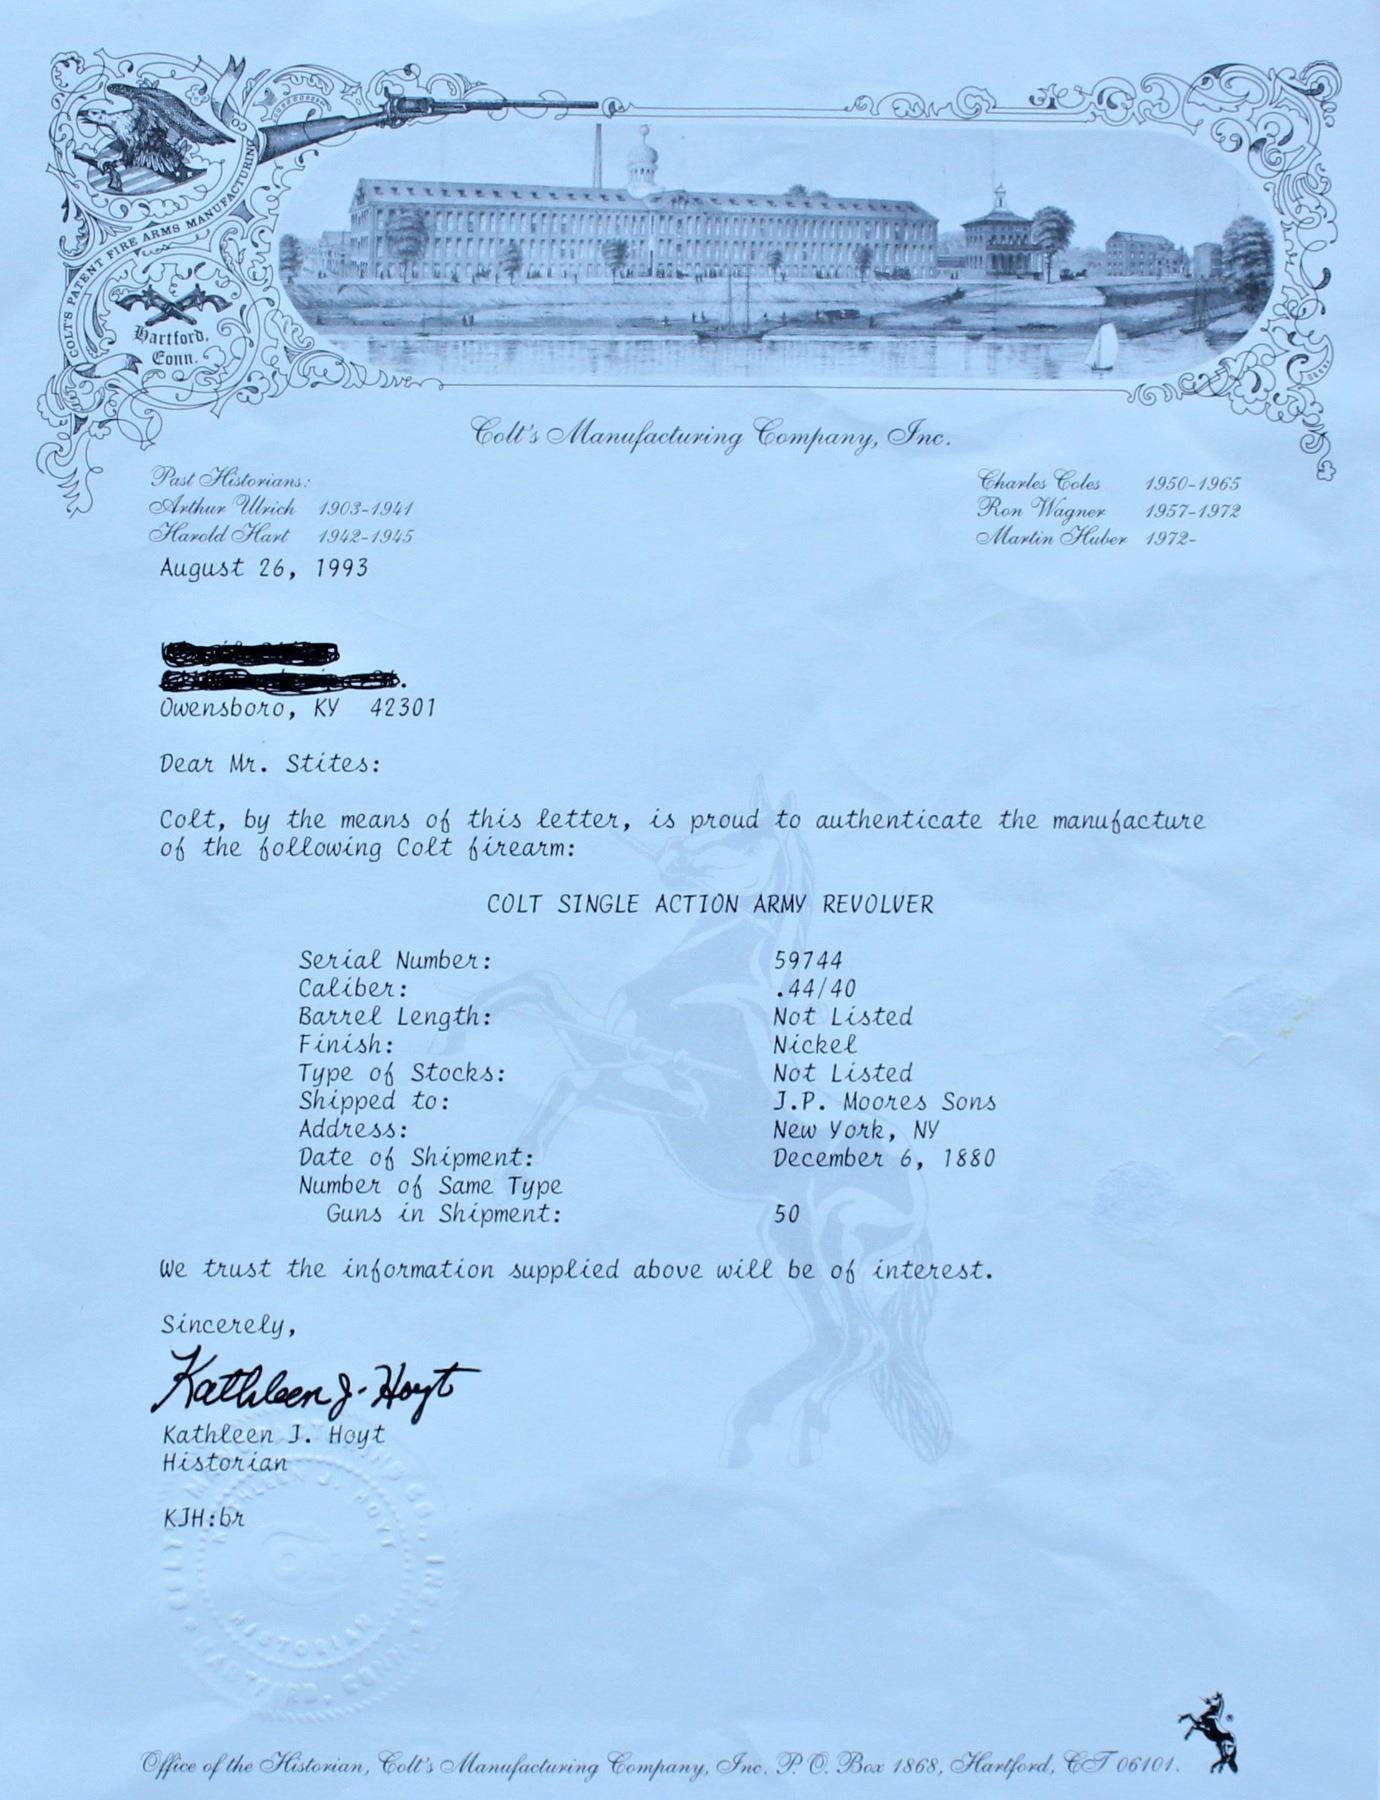 COLT'S PATENT FIRE ARMS MANUFACTURING CO
Hartford,
Conn.
Colt's Manufacturing Company, Inc.
Past Historians:
Arthur Ulrich 1903-1941
Harold Hart 1942-1945
Charles Coles 1950-1965
Ron Wagner 1957-1972
Martin Huber 1972-
August 26, 1993
Owensboro, KY 42301
Dear Mr. Stites:
Colt, by the means of this letter, is proud to authenticate the manufacture
of the following Colt firearm:
COLT SINGLE ACTION ARMY REVOLVER
Serial Number: 59744
Caliber: .44/40
Barrel Length: Not Listed
Finish: Nickel
Type of Stocks: Not Listed
Shipped to: J.P. Moores Sons
Address: New York, NY
Date of Shipment: December 6, 1880
Number of Same Type
Guns in Shipment: 50
We trust the information supplied above will be of interest.
Sincerely,
Kathleen J. Hoyt
Kathleen J. Hoyt
Historian
KJH:br
KATHLEEN J. HOYT
HISTORIAN
HARTFORD, CONN.
Office of the Historian, Colt's Manufacturing Company, Inc. P. O. Box 1868, Hartford, CT 06101.